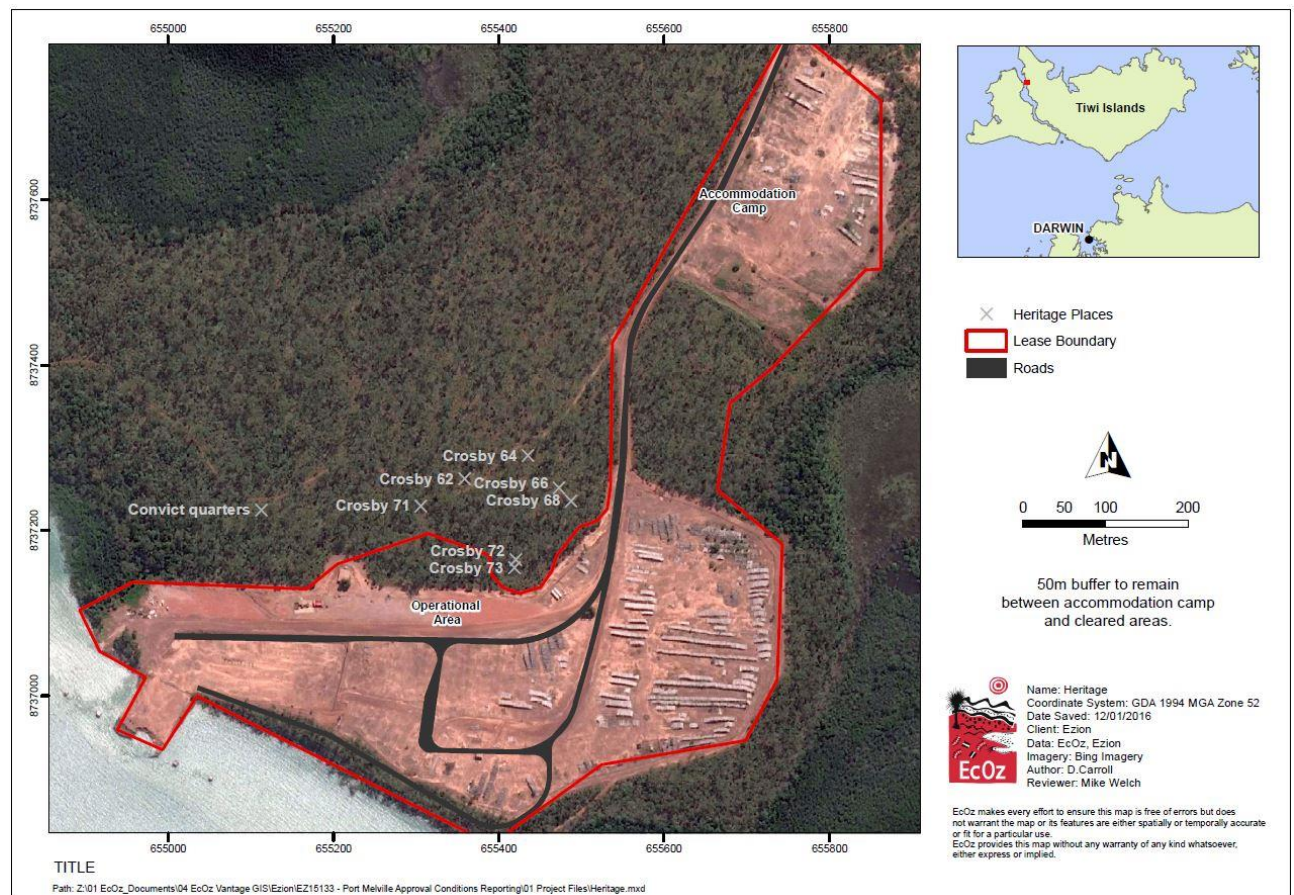 655000 655200 655400 655600 655800
8737600
8737400
8737200
8737000
Accommodation
Camp
Crosby 64
Crosby 62
Crosby 66
Crosby 68
Crosby 71
Convict quarters
Crosby 72
Crosby 73
Operational
Area
655000 655200 655400 655600 655800
Tiwi Islands
DARWIN
Heritage Places
Lease Boundary
Roads
N
0 50 100 200
Metres
50m buffer to remain
between accommodation camp
and cleared areas.
EcOz
Name: Heritage
Coordinate System: GDA 1994 MGA Zone 52
Date Saved: 12/01/2016
Client: Ezion
Data: EcOz, Ezion
Imagery: Bing Imagery
Author: D.Carroll
Reviewer: Mike Welch
EcOz makes every effort to ensure this map is free of errors but does
not warrant the map or its features are either spatially or temporally accurate
or fit for a particular use.
EcOz provides this map without any warranty of any kind whatsoever,
either express or implied.
TITLE
Path: Z:\01 EcOz_Documents\04 EcOz Vantage GIS\Ezion\EZ15133 - Port Melville Approval Conditions Reporting\01 Project Files\Heritage.mxd